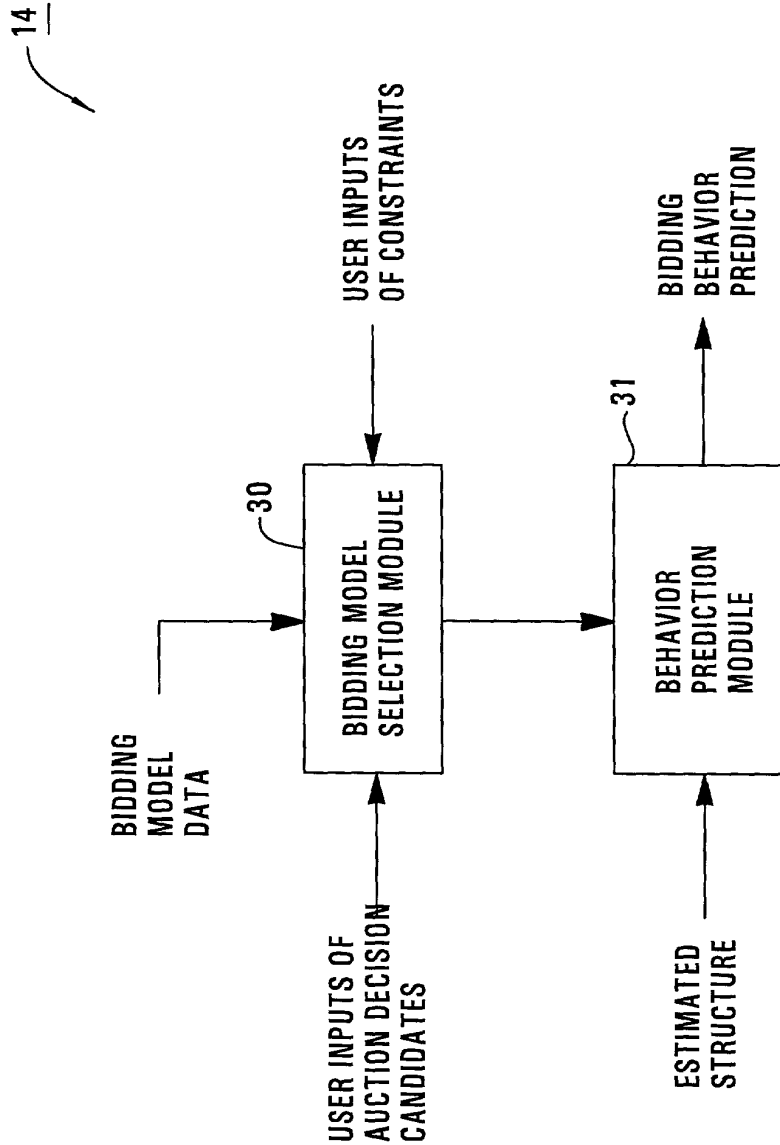 14
BIDDING
MODEL
DATA
USER INPUTS OF
AUCTION DECISION
CANDIDATES
30
BIDDING MODEL
SELECTION MODULE
USER INPUTS
OF CONSTRAINTS
ESTIMATED
STRUCTURE
31
BEHAVIOR
PREDICTION
MODULE
BIDDING
BEHAVIOR
PREDICTION